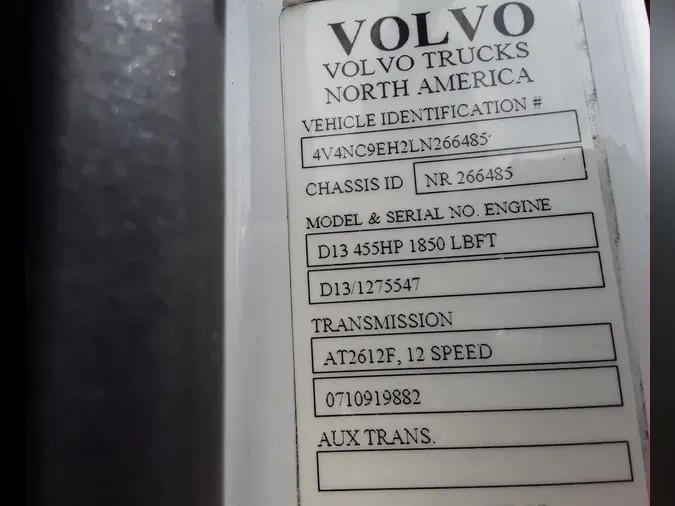 VOLVO
VOLVO TRUCKS
NORTH AMERICA
VEHICLE IDENTIFICATION #
4V4NC9EH2LN266485
CHASSIS ID NR 266485
MODEL & SERIAL NO. ENGINE
D13 455HP 1850 LBFT
D13/1275547
TRANSMISSION
AT2612F, 12 SPEED
0710919882
AUX TRANS.